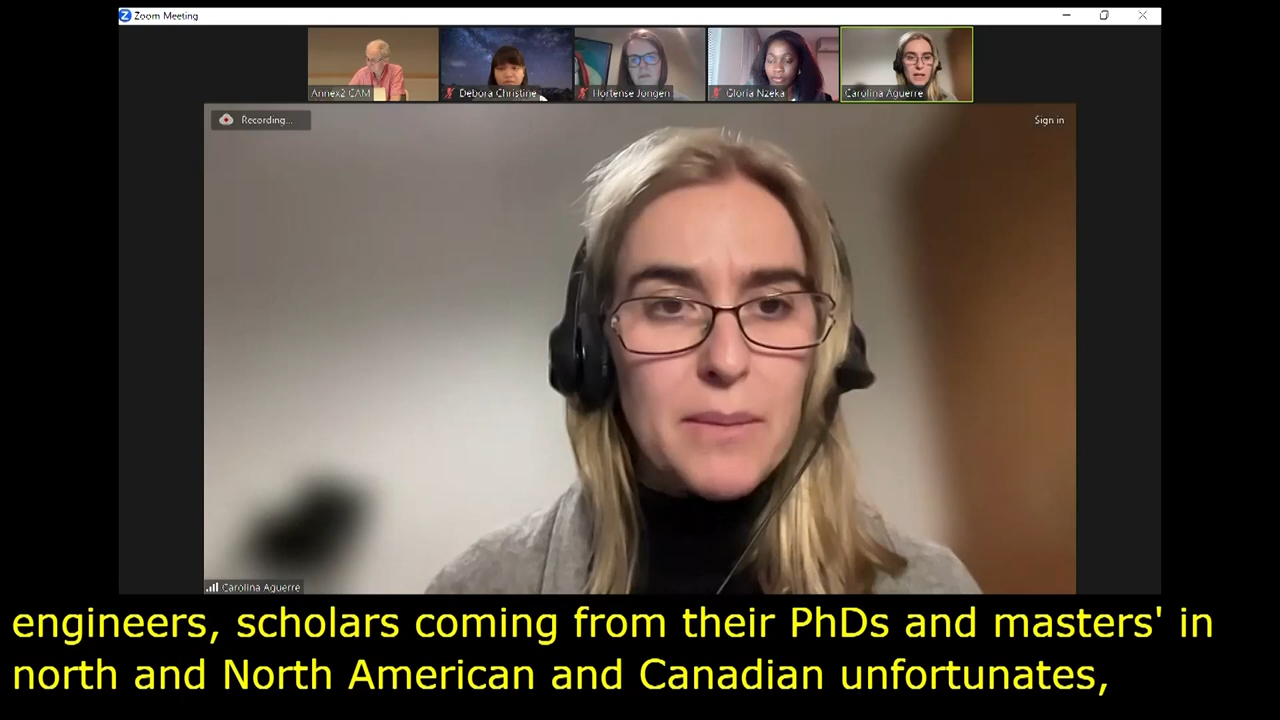 Zoom Meeting
Annex2 CAM
Debora Christine
Hortense Jongen
Gloria Nzeka
Carolina Aguerre
Recording...
Sign in
Carolina Aguerre
engineers, scholars coming from their PhDs and masters' in
north and North American and Canadian unfortunates,